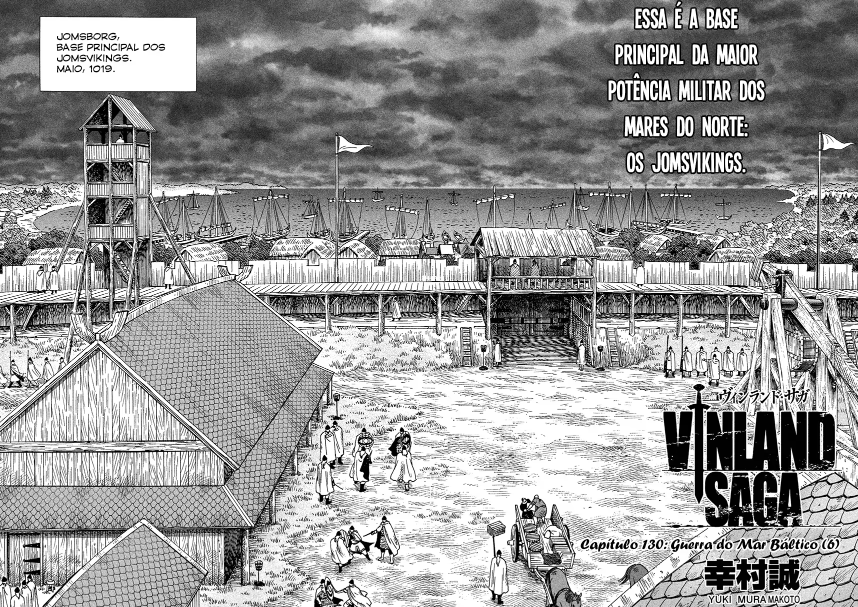 JOMSBORG,
BASE PRINCIPAL DOS
JOMSVIKINGS.
MAIO, 1019.
ESSA É A BASE
PRINCIPAL DA MAIOR
POTÊNCIA MILITAR DOS
MARES DO NORTE:
OS JOMSVIKINGS.
ヴィンランド・サガ
VINLAND
SAGA
Capítulo 130: Guerra do Mar Báltico (6)
幸村誠
YUKIMURA MAKOTO